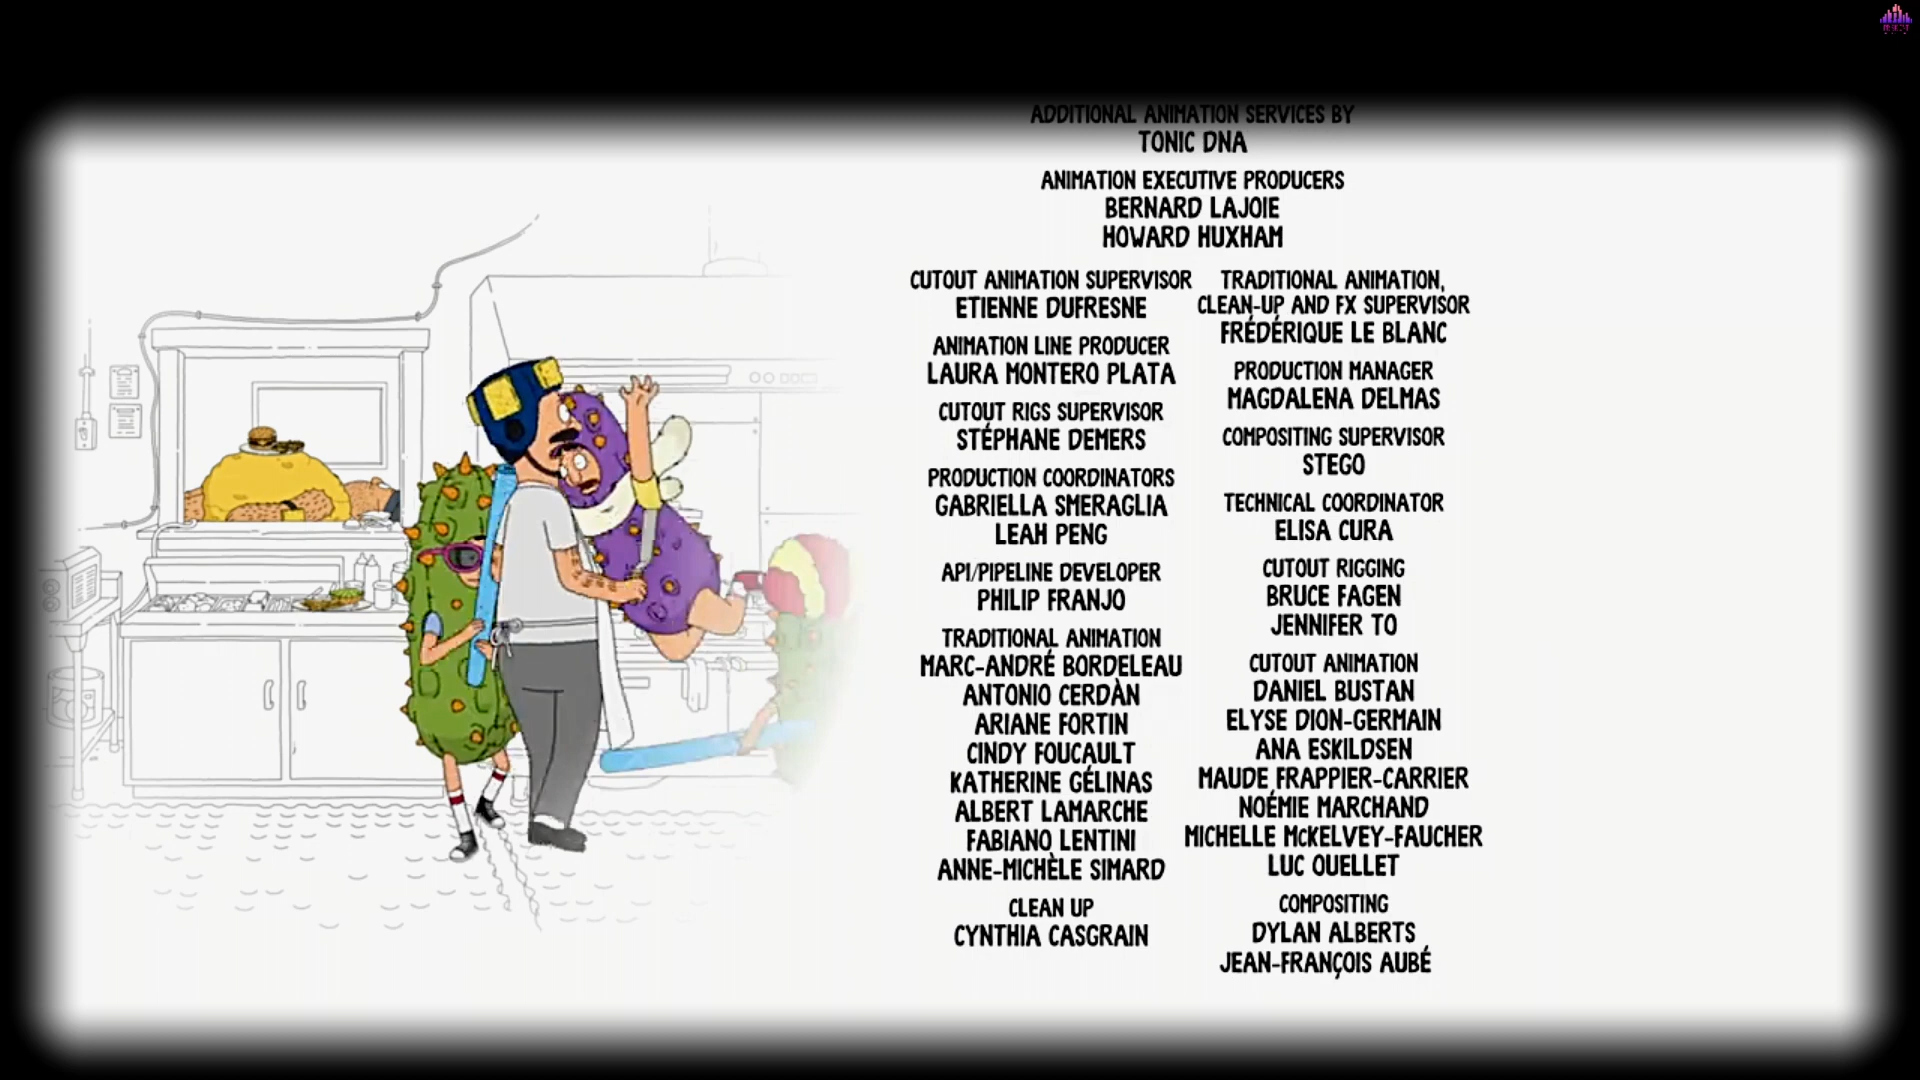 ADDITIONAL ANIMATION SERVICES BY
TONIC DNA
ANIMATION EXECUTIVE PRODUCERS
BERNARD LAJOIE
HOWARD HUXHAM
CUTOUT ANIMATION SUPERVISOR
ETIENNE DUFRESNE
ANIMATION LINE PRODUCER
LAURA MONTERO PLATA
CUTOUT RIGS SUPERVISOR
STÉPHANE DEMERS
PRODUCTION COORDINATORS
GABRIELLA SMERAGLIA
LEAH PENG
API/PIPELINE DEVELOPER
PHILIP FRANJO
TRADITIONAL ANIMATION
MARC-ANDRÉ BORDELEAU
ANTONIO CERDÀN
ARIANE FORTIN
CINDY FOUCAULT
KATHERINE GÉLINAS
ALBERT LAMARCHE
FABIANO LENTINI
ANNE-MICHÈLE SIMARD
CLEAN UP
CYNTHIA CASGRAIN
TRADITIONAL ANIMATION,
CLEAN-UP AND FX SUPERVISOR
FRÉDÉRIQUE LE BLANC
PRODUCTION MANAGER
MAGDALENA DELMAS
COMPOSITING SUPERVISOR
STEGO
TECHNICAL COORDINATOR
ELISA CURA
CUTOUT RIGGING
BRUCE FAGEN
JENNIFER TO
CUTOUT ANIMATION
DANIEL BUSTAN
ELYSE DION-GERMAIN
ANA ESKILDSEN
MAUDE FRAPPIER-CARRIER
NOÉMIE MARCHAND
MICHELLE McKELVEY-FAUCHER
LUC OUELLET
COMPOSITING
DYLAN ALBERTS
JEAN-FRANÇOIS AUBÉ